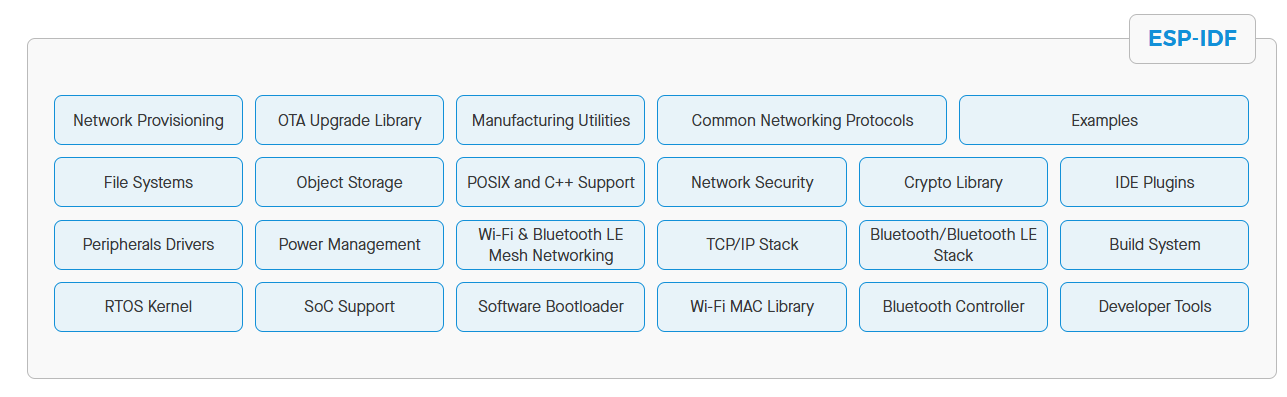 ESP-IDF
Network Provisioning
OTA Upgrade Library
Manufacturing Utilities
Common Networking Protocols
Examples
File Systems
Object Storage
POSIX and C++ Support
Network Security
Crypto Library
IDE Plugins
Peripherals Drivers
Power Management
Wi-Fi & Bluetooth LE
Mesh Networking
TCP/IP Stack
Bluetooth/Bluetooth LE
Stack
Build System
RTOS Kernel
SoC Support
Software Bootloader
Wi-Fi MAC Library
Bluetooth Controller
Developer Tools